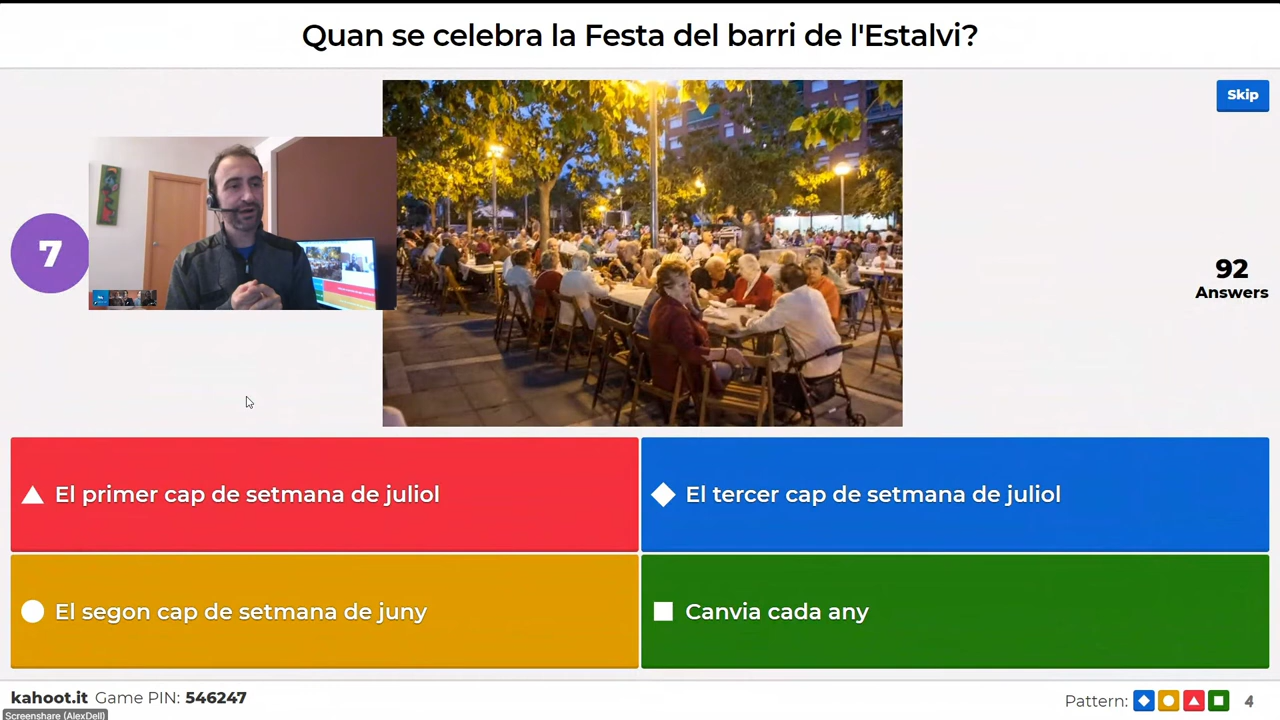 Quan se celebra la Festa del barri de l'Estalvi?
Skip
7
92
Answers
El primer cap de setmana de juliol
El tercer cap de setmana de juliol
El segon cap de setmana de juny
Canvia cada any
kahoot.it Game PIN: 546247
Pattern:
4
Screenshare (AlexDell)